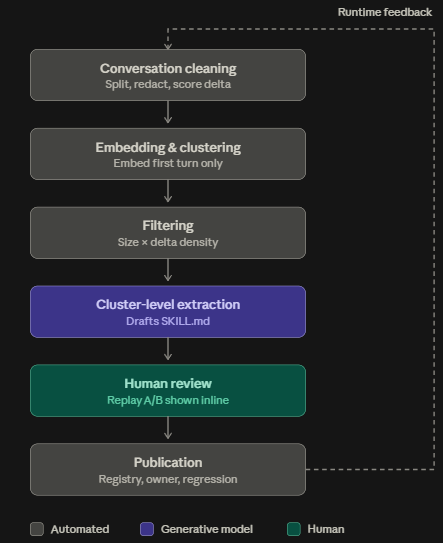 Runtime feedback
Conversation cleaning
Split, redact, score delta
Embedding & clustering
Embed first turn only
Filtering
Size × delta density
Cluster-level extraction
Drafts SKILL.md
Human review
Replay A/B shown inline
Publication
Registry, owner, regression
Automated
Generative model
Human